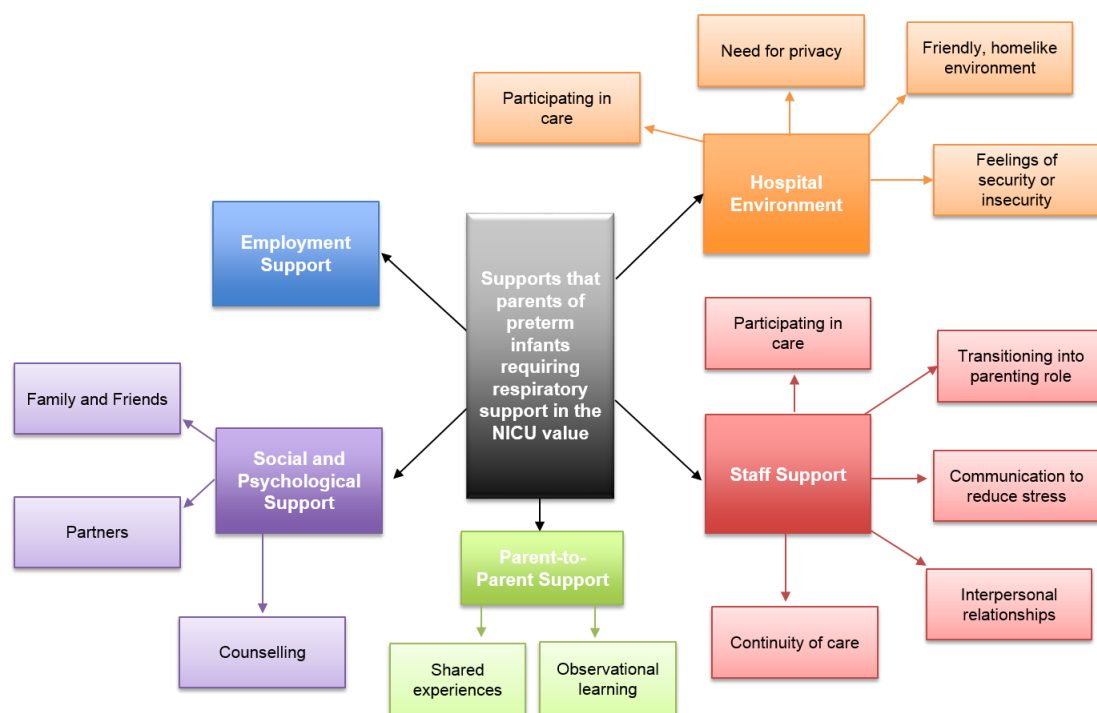 Need for privacy
Friendly, homelike
environment
Participating in
care
Hospital
Environment
Feelings of
security or
insecurity
Employment
Support
Supports that
parents of
preterm
infants
requiring
respiratory
support in the
NICU value
Participating in
care
Transitioning into
parenting role
Family and Friends
Social and
Psychological
Support
Staff Support
Communication to
reduce stress
Partners
Parent-to-
Parent Support
Interpersonal
relationships
Counselling
Shared
experiences
Observational
learning
Continuity of care